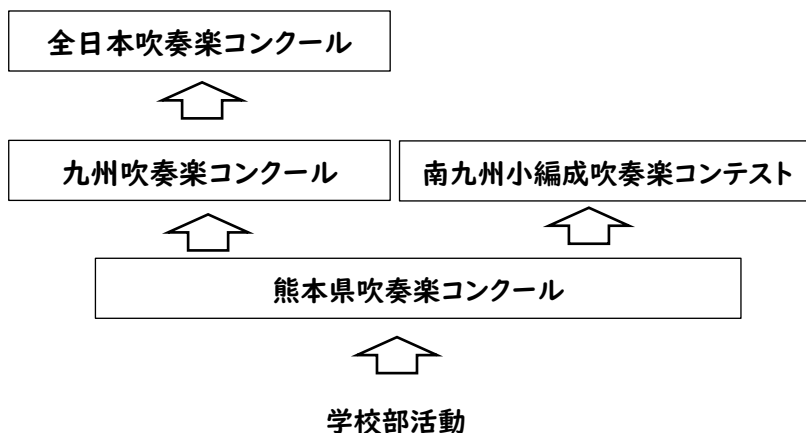 全日本吹奏楽コンクール
九州吹奏楽コンクール
南九州小編成吹奏楽コンテスト
熊本県吹奏楽コンクール
学校部活動